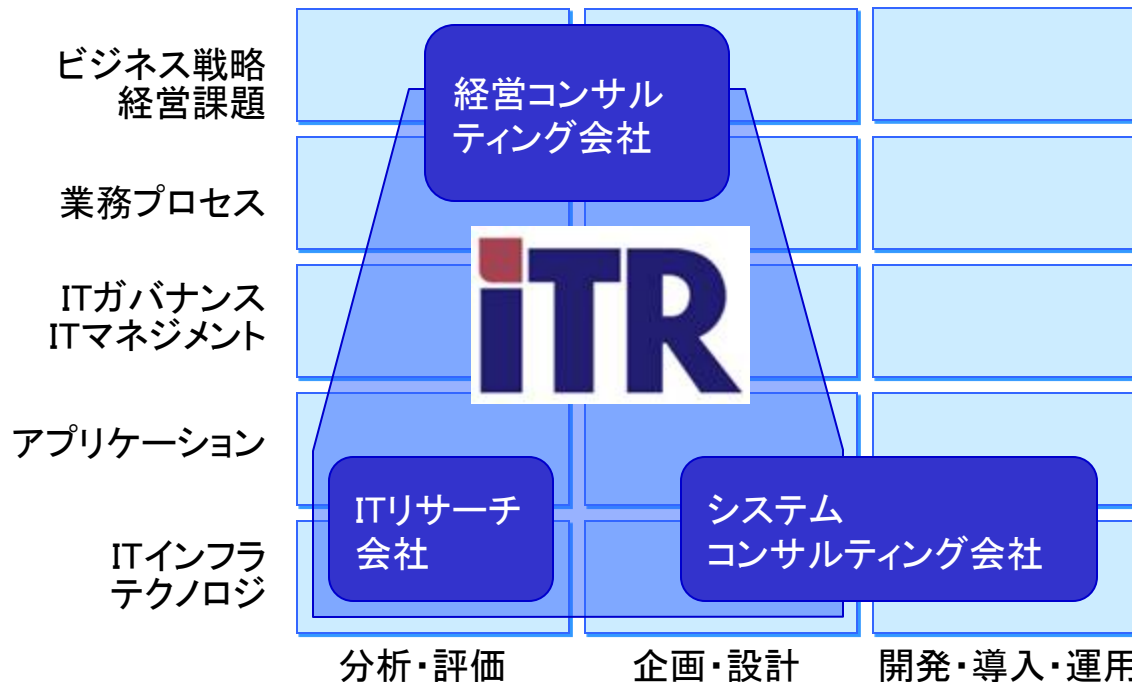 ビジネス戦略
経営課題
経営コンサル
ティング会社
業務プロセス
iTR
ITガバナンス
ITマネジメント
アプリケーション
ITリサーチ
会社
システム
コンサルティング会社
ITインフラ
テクノロジ
分析・評価
企画・設計
開発・導入・運用